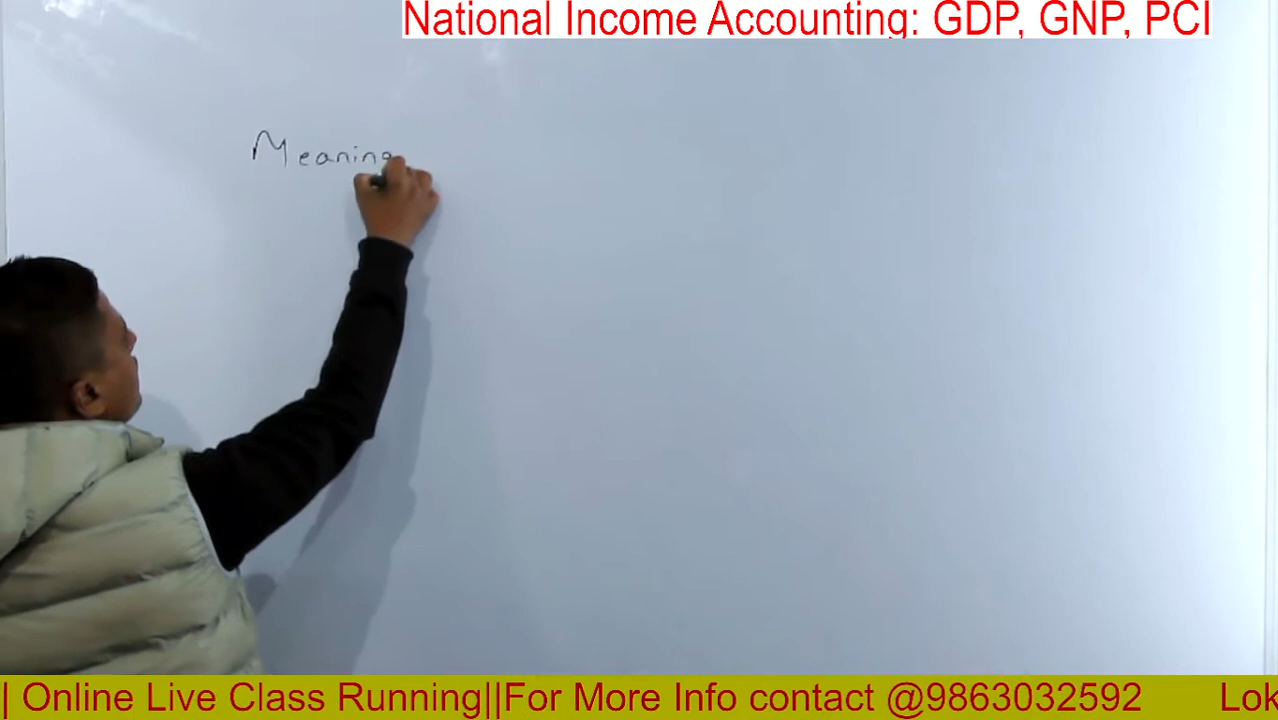 National Income Accounting: GDP, GNP, PCI
Meaning
| Online Live Class Running||For More Info contact @9863032592 Lok